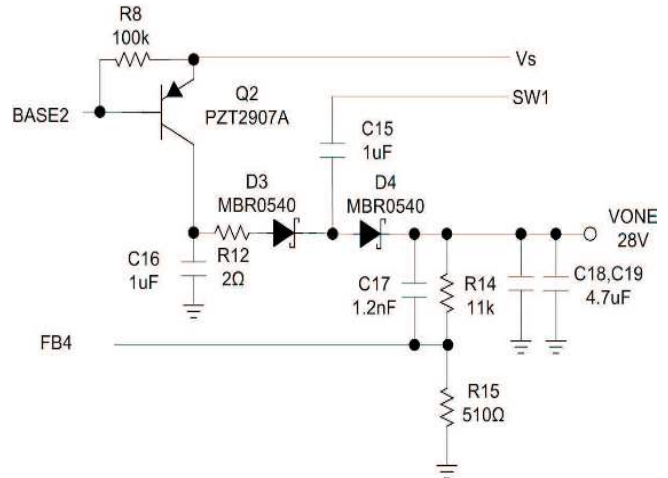 R8
100k
Vs
Q2
PZT2907A
SW1
BASE2
C15
1uF
D3
MBR0540
D4
MBR0540
VONE
28V
C16
1uF
R12
2Ω
C17
1.2nF
R14
11k
C18,C19
4.7uF
FB4
R15
510Ω